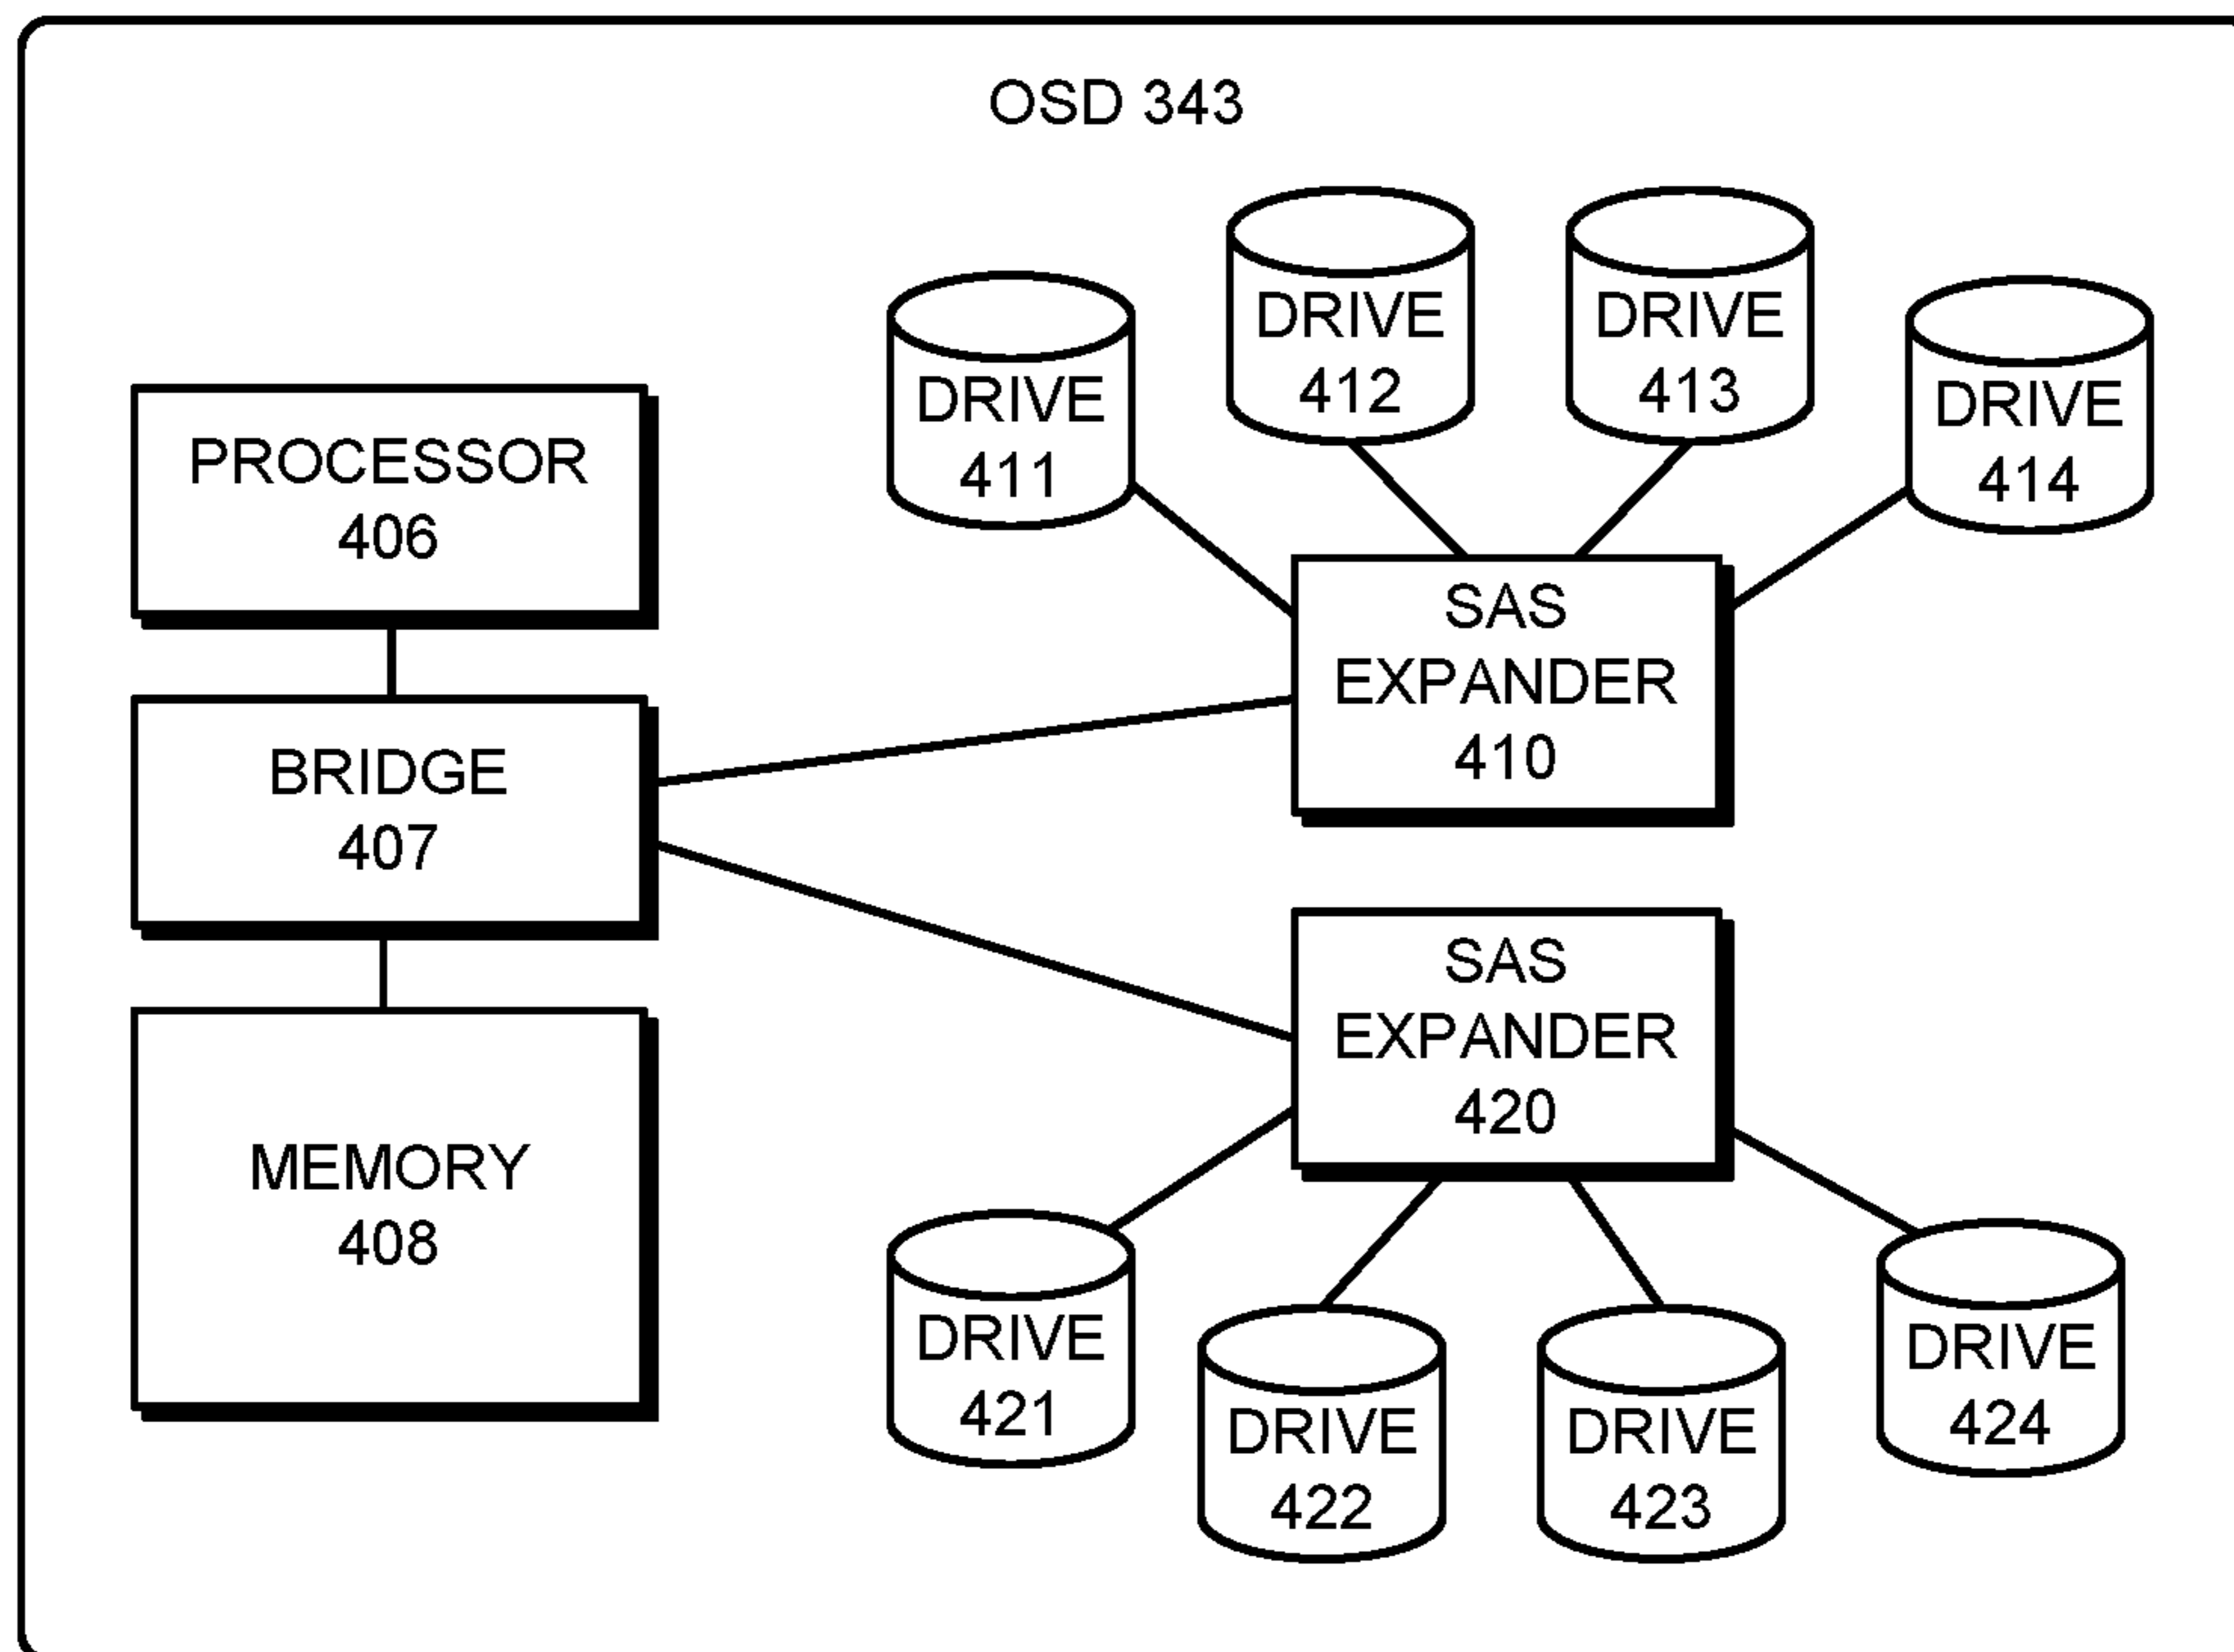 OSD 343
PROCESSOR
406
BRIDGE
407
MEMORY
408
DRIVE
411
DRIVE
412
DRIVE
413
DRIVE
414
SAS
EXPANDER
410
SAS
EXPANDER
420
DRIVE
421
DRIVE
422
DRIVE
423
DRIVE
424